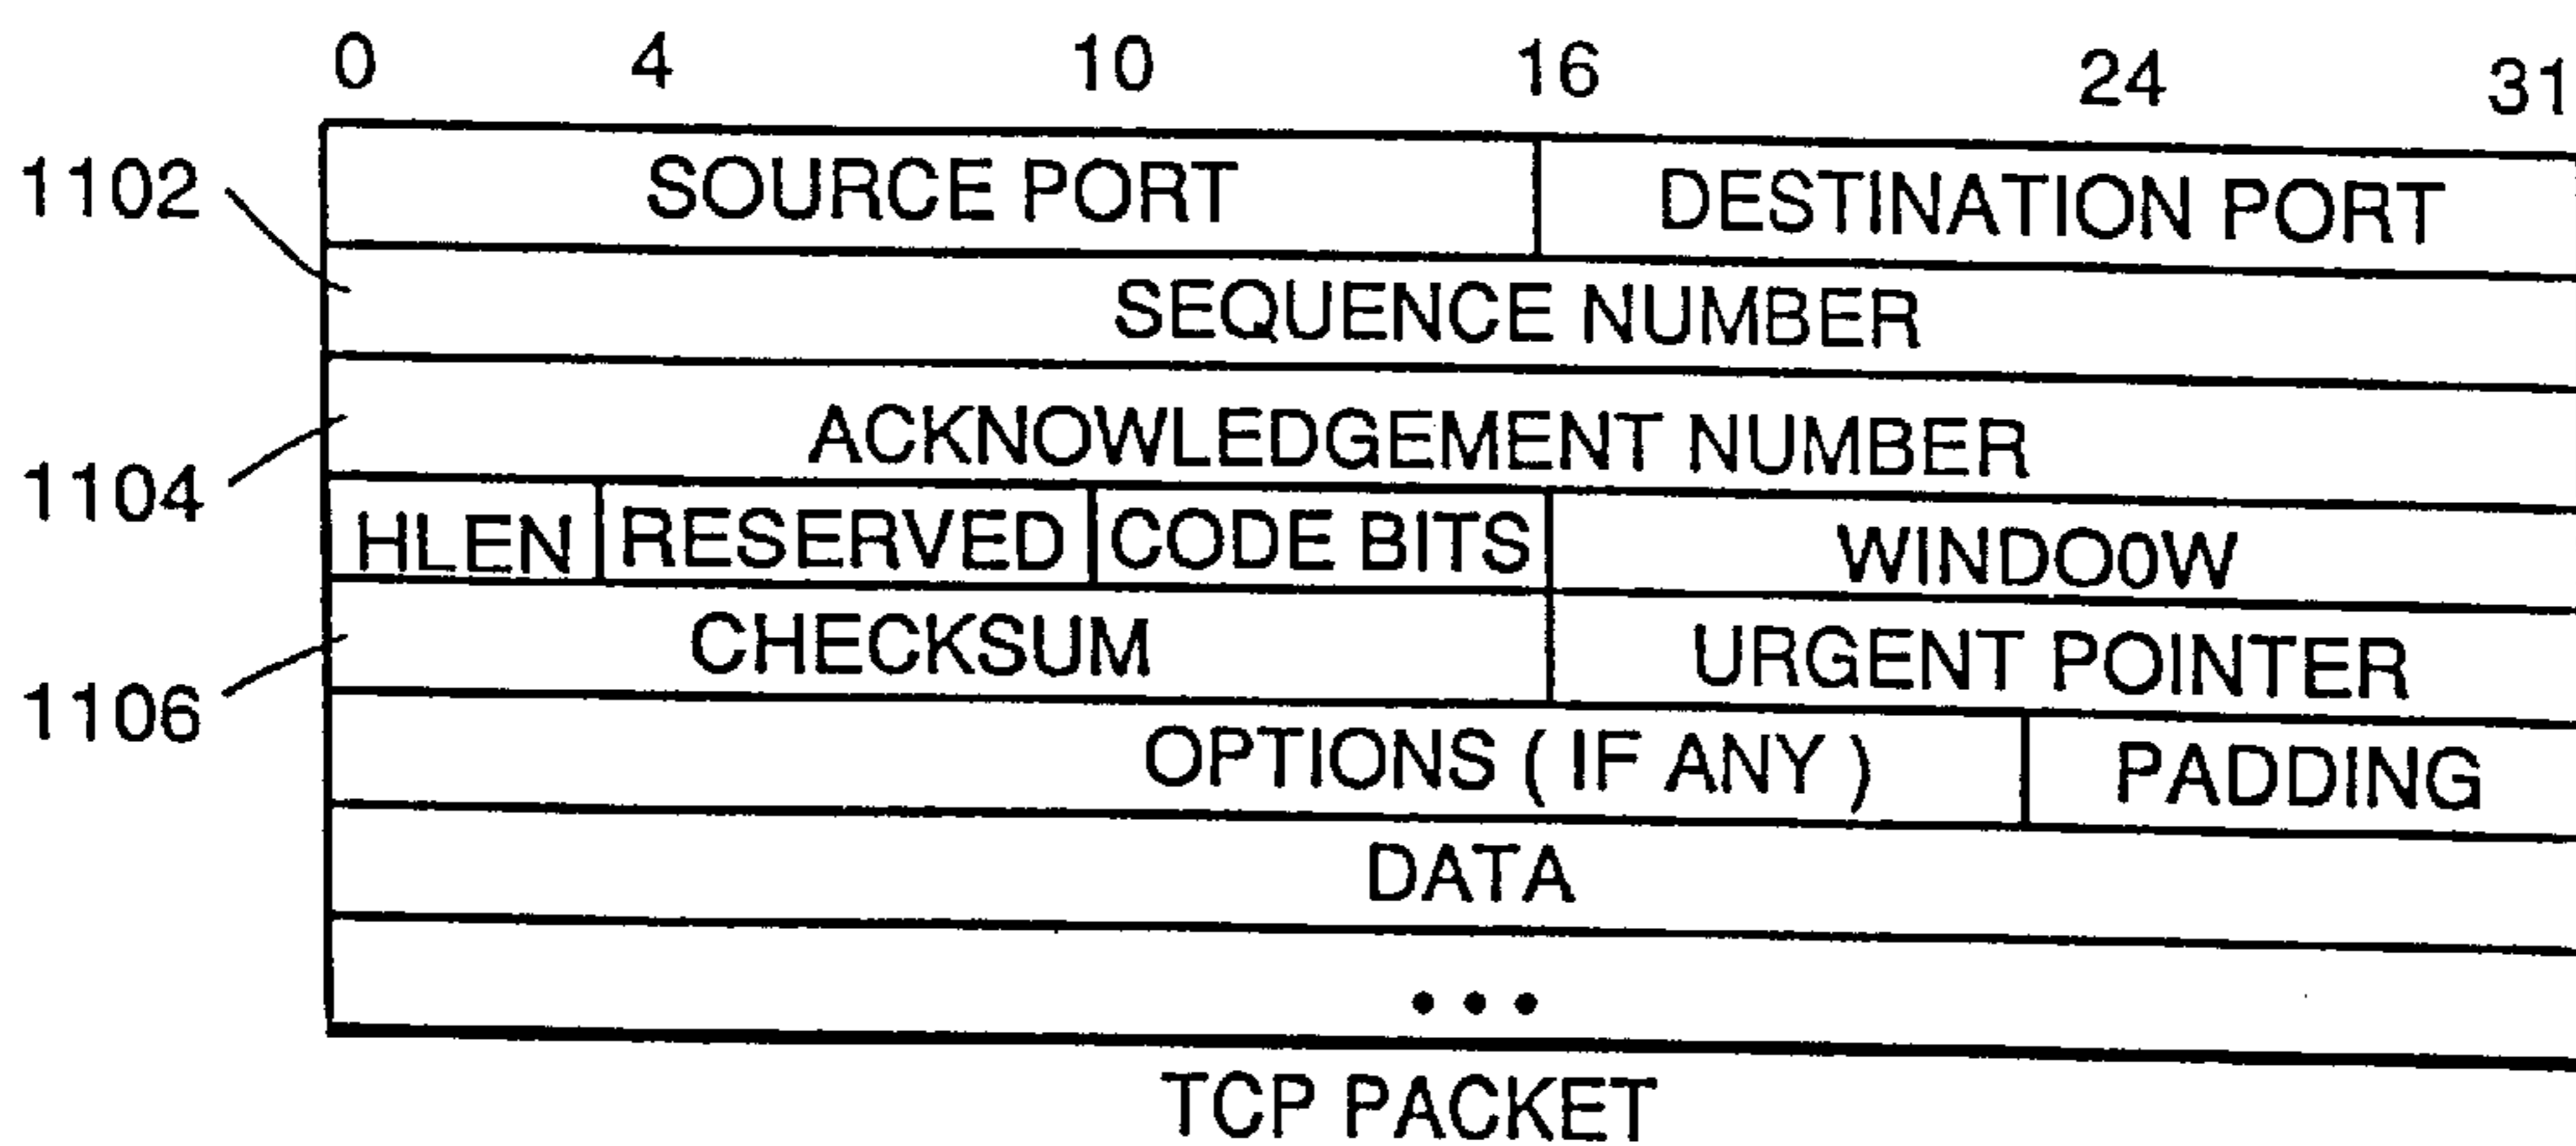 0 4 10 16 24 31
1102
SOURCE PORT DESTINATION PORT
SEQUENCE NUMBER
1104
ACKNOWLEDGEMENT NUMBER
HLEN RESERVED CODE BITS WINDO0W
1106
CHECKSUM URGENT POINTER
OPTIONS ( IF ANY ) PADDING
DATA
• • •
TCP PACKET